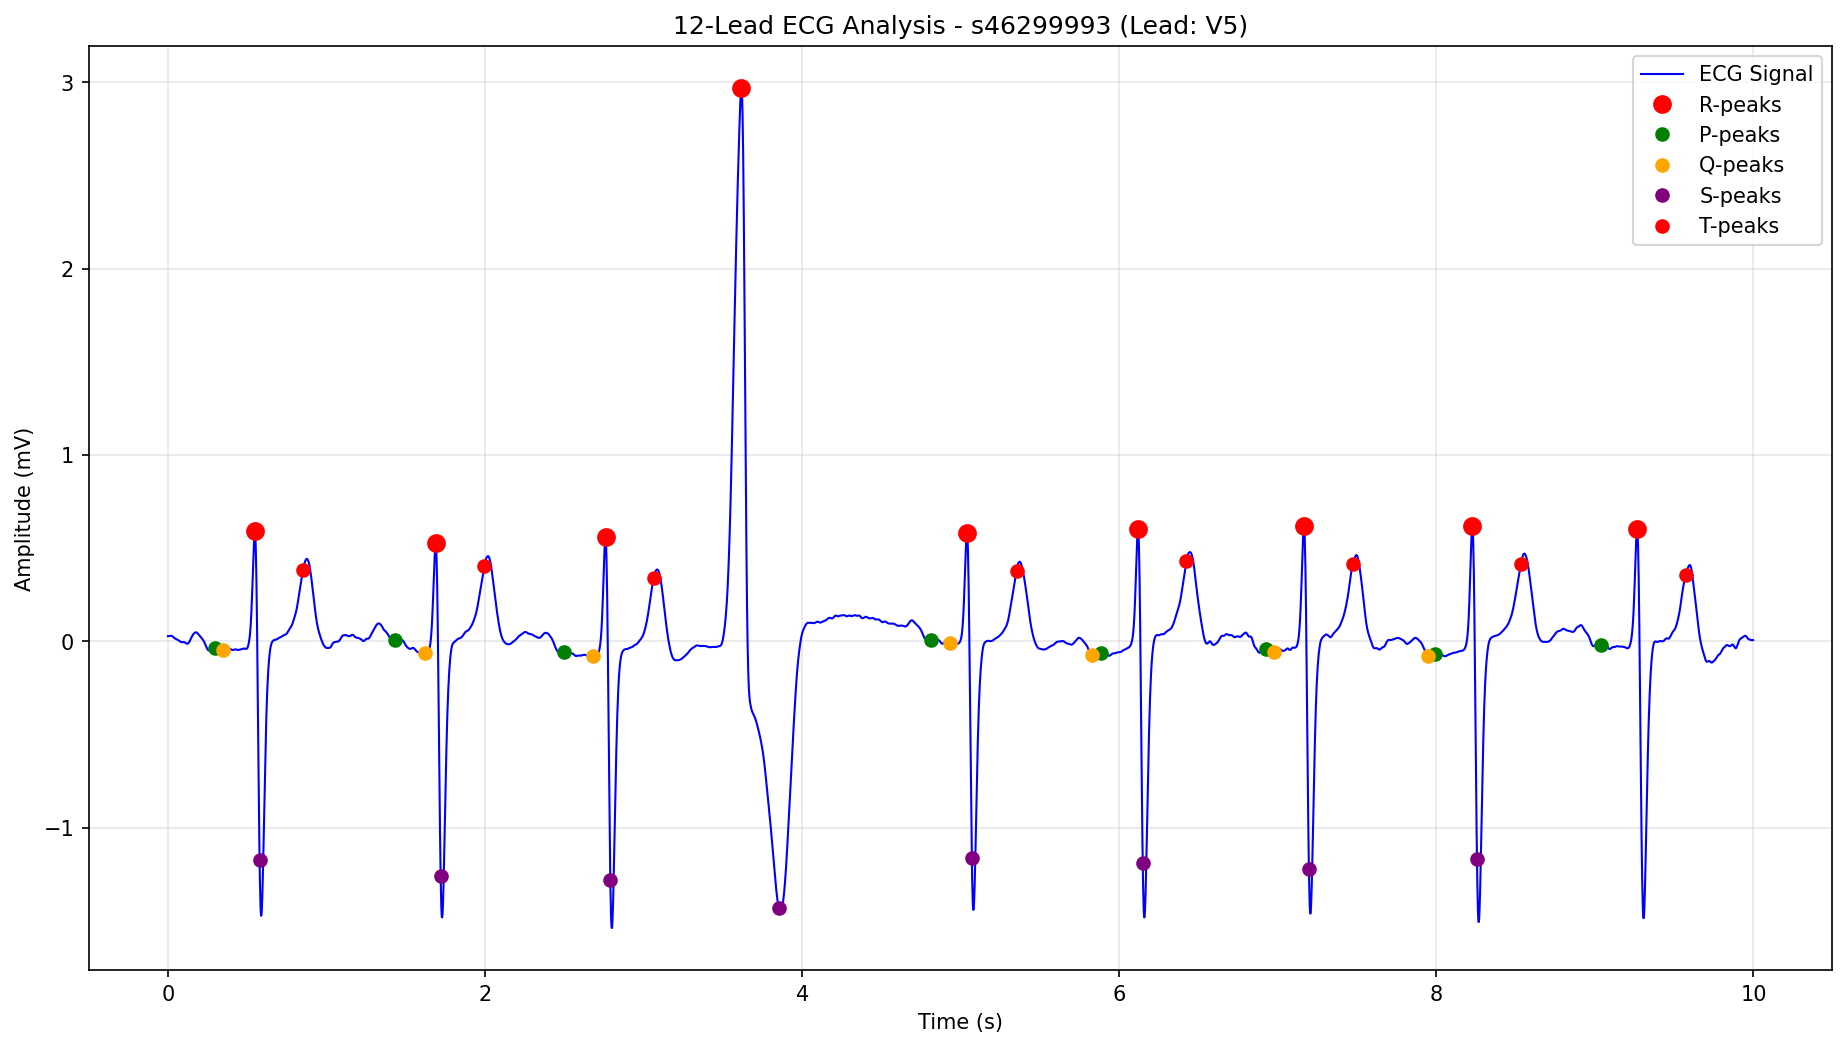 12-Lead ECG Analysis - s46299993 (Lead: V5)
ECG Signal
R-peaks
P-peaks
Q-peaks
S-peaks
T-peaks
Amplitude (mV)
3
2
1
0
−1
0 2 4 6 8 10
Time (s)